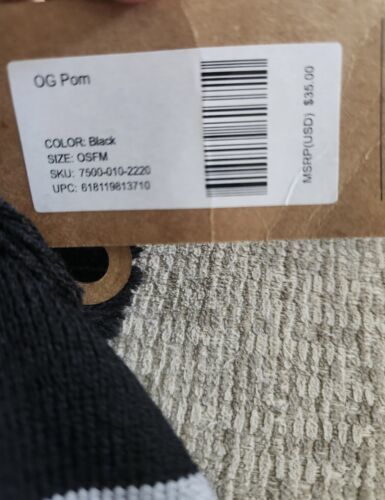 OG Pom
COLOR: Black
SIZE: OSFM
SKU: 7500-010-2220
UPC: 618119813710
MSRP(USD) $35.00